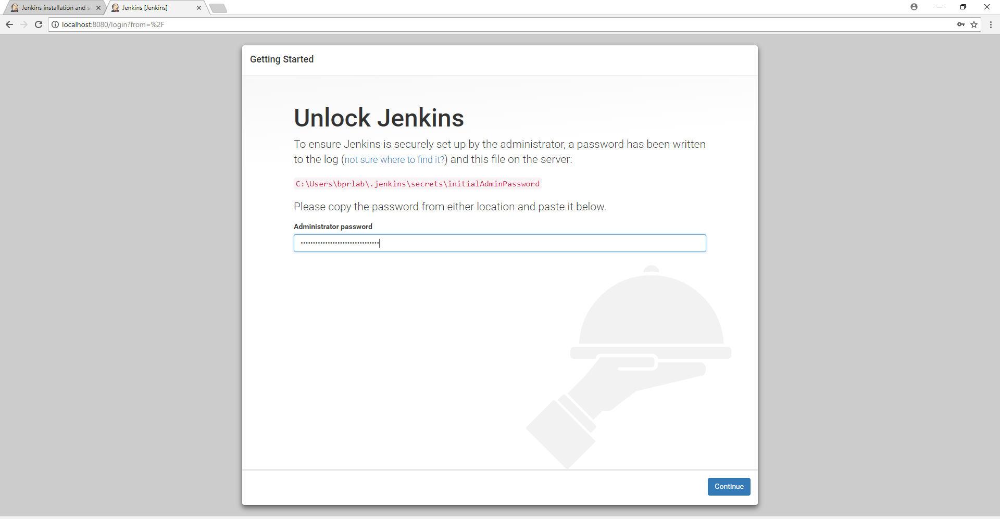 Jenkins installation and s
Jenkins [Jenkins]
localhost:8080/login?from=%2F
Getting Started
Unlock Jenkins
To ensure Jenkins is securely set up by the administrator, a password has been written
to the log (not sure where to find it?) and this file on the server:
C:\Users\bprlab\.jenkins\secrets\initialAdminPassword
Please copy the password from either location and paste it below.
Administrator password
••••••••••••••••••••••••••••••••
Continue